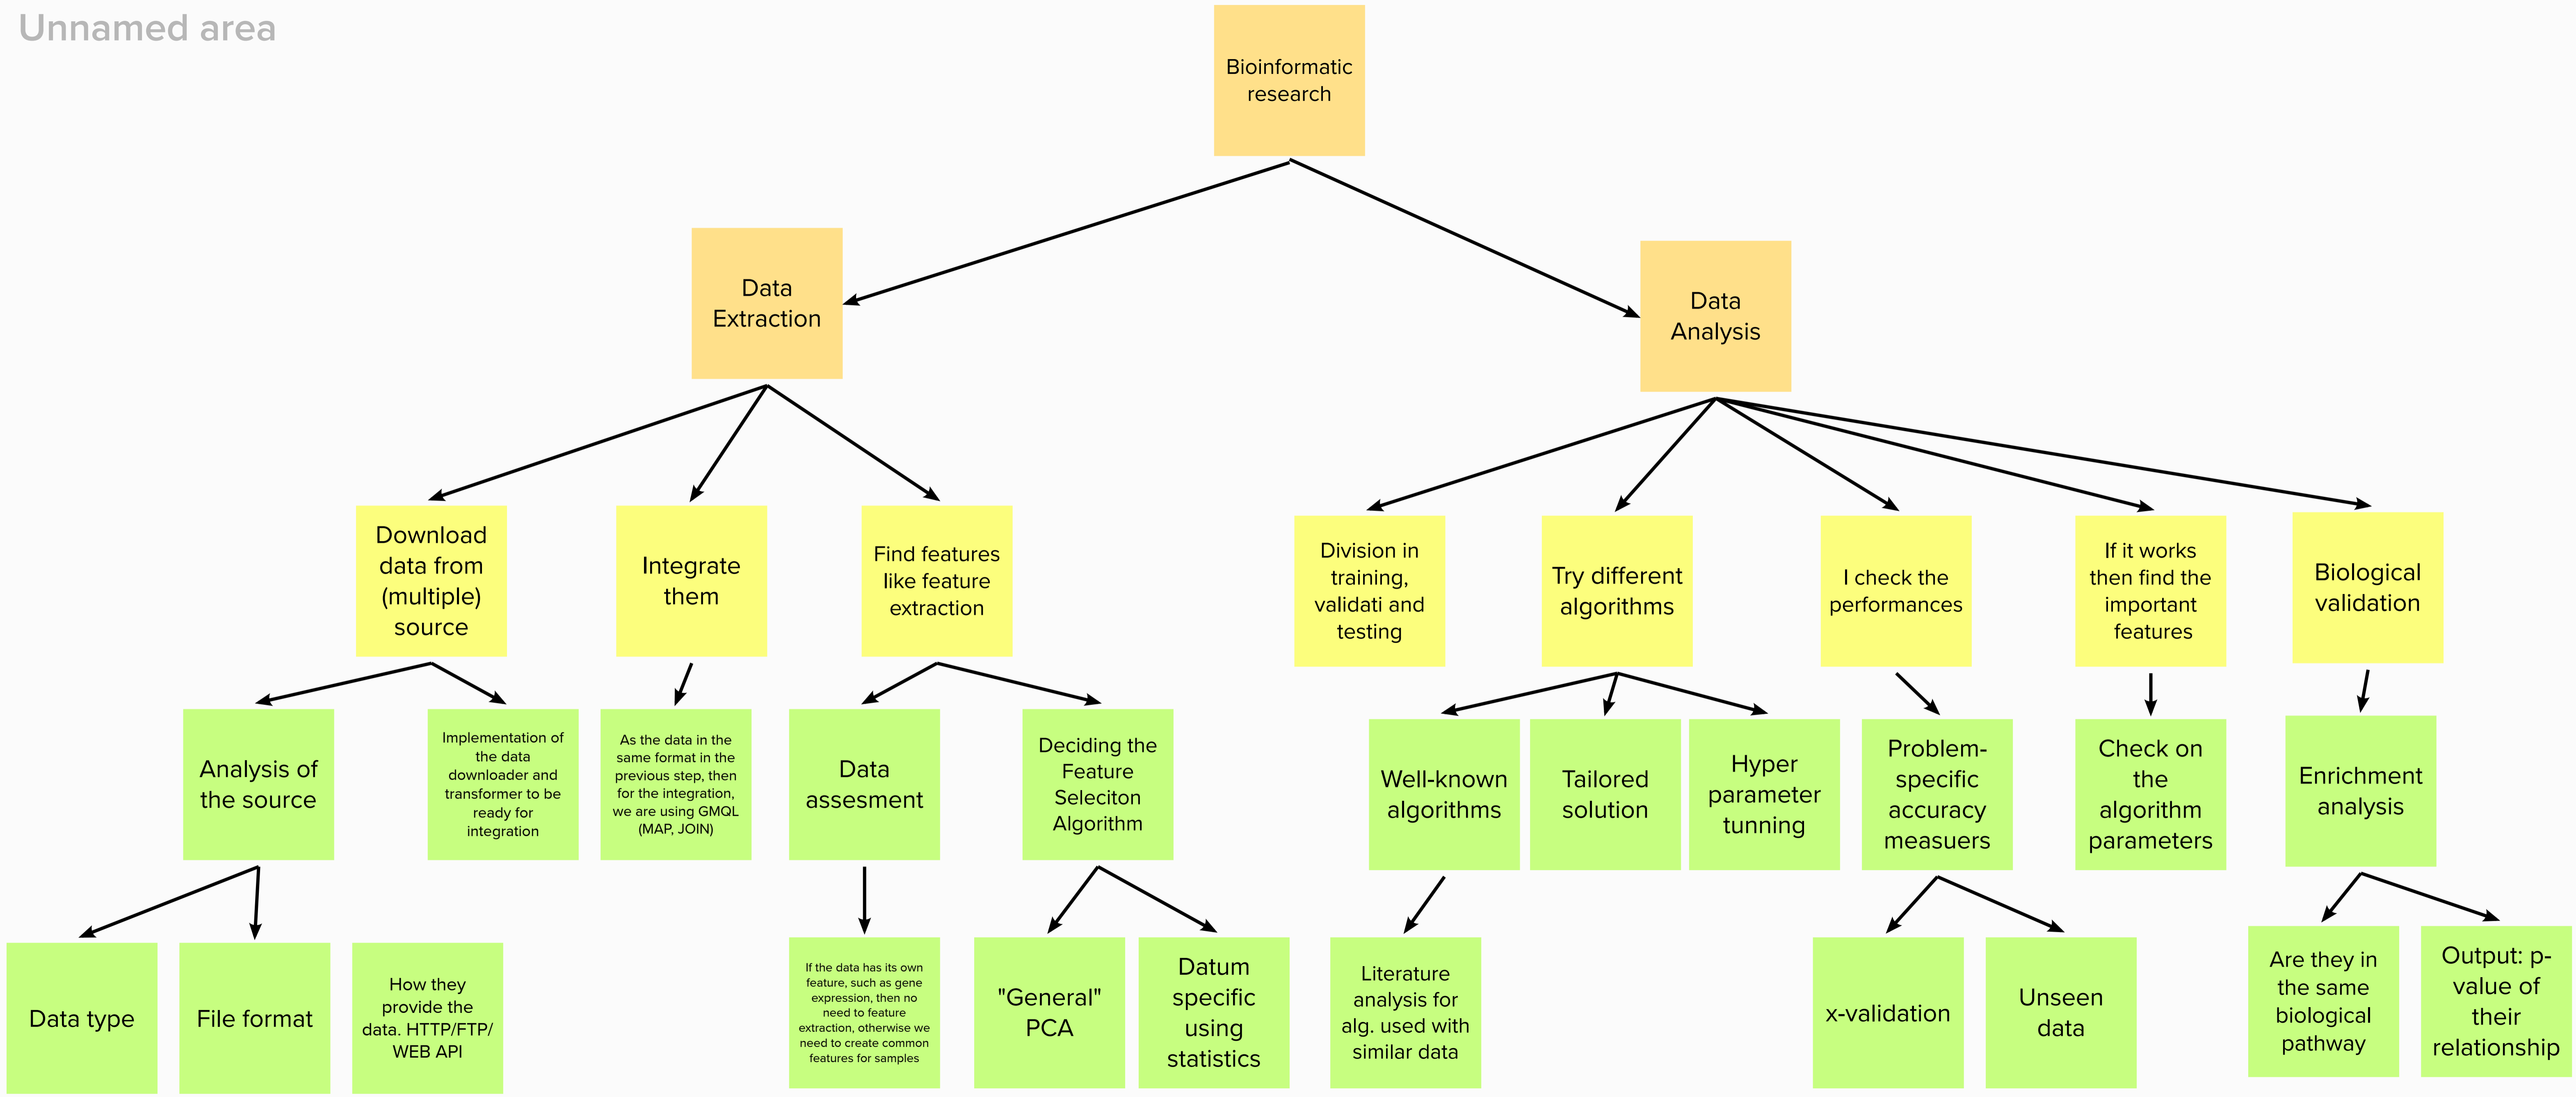 Unnamed area
Bioinformatic
research
Data
Extraction
Data
Analysis
Download
data from
(multiple)
source
Integrate
them
Find features
like feature
extraction
Division in
training,
validati and
testing
Try different
algorithms
I check the
performances
If it works
then find the
important
features
Biological
validation
Analysis of
the source
Implementation of
the data
downloader and
transformer to be
ready for
integration
As the data in the
same format in the
previous step, then
for the integration,
we are using GMQL
(MAP, JOIN)
Data
assesment
Deciding the
Feature
Seleciton
Algorithm
Well-known
algorithms
Tailored
solution
Hyper
parameter
tunning
Problem-
specific
accuracy
measuers
Check on
the
algorithm
parameters
Enrichment
analysis
Data type
File format
How they
provide the
data. HTTP/FTP/
WEB API
If the data has its own
feature, such as gene
expression, then no
need to feature
extraction, otherwise we
need to create common
features for samples
"General"
PCA
Datum
specific
using
statistics
Literature
analysis for
alg. used with
similar data
x-validation
Unseen
data
Are they in
the same
biological
pathway
Output: p-
value of
their
relationship